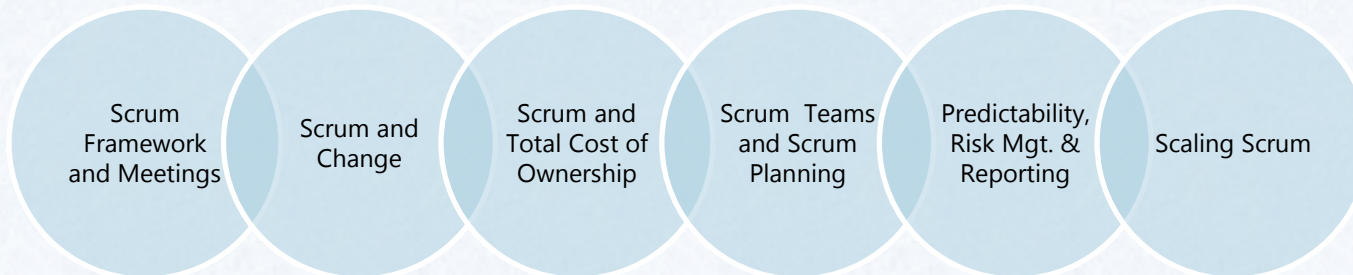 Scrum
Framework
and Meetings
Scrum and
Change
Scrum and
Total Cost of
Ownership
Scrum Teams
and Scrum
Planning
Predictability,
Risk Mgt. &
Reporting
Scaling Scrum